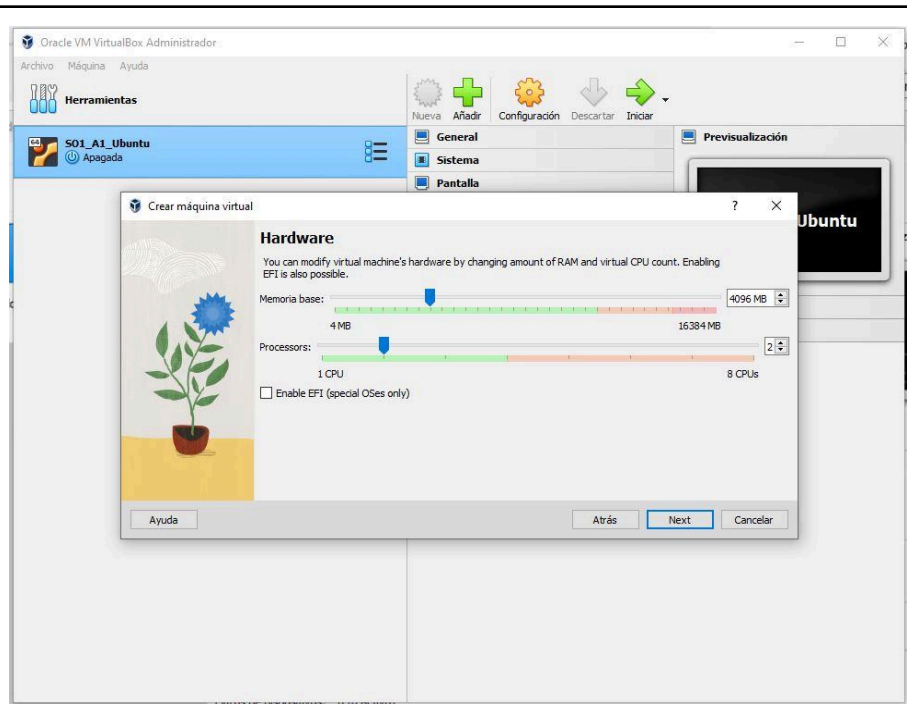 Oracle VM VirtualBox Administrador
Archivo Máquina Ayuda
Herramientas
Nueva Añadir Configuración Descartar Iniciar
64
S01_A1_Ubuntu
Apagada
General
Sistema
Pantalla
Previsualización
Ubuntu
Crear máquina virtual
Hardware
You can modify virtual machine's hardware by changing amount of RAM and virtual CPU count. Enabling
EFI is also possible.
Memoria base:
4096 MB
4 MB 16384 MB
Processors:
2
1 CPU 8 CPUs
Enable EFI (special OSes only)
Ayuda Atrás Next Cancelar